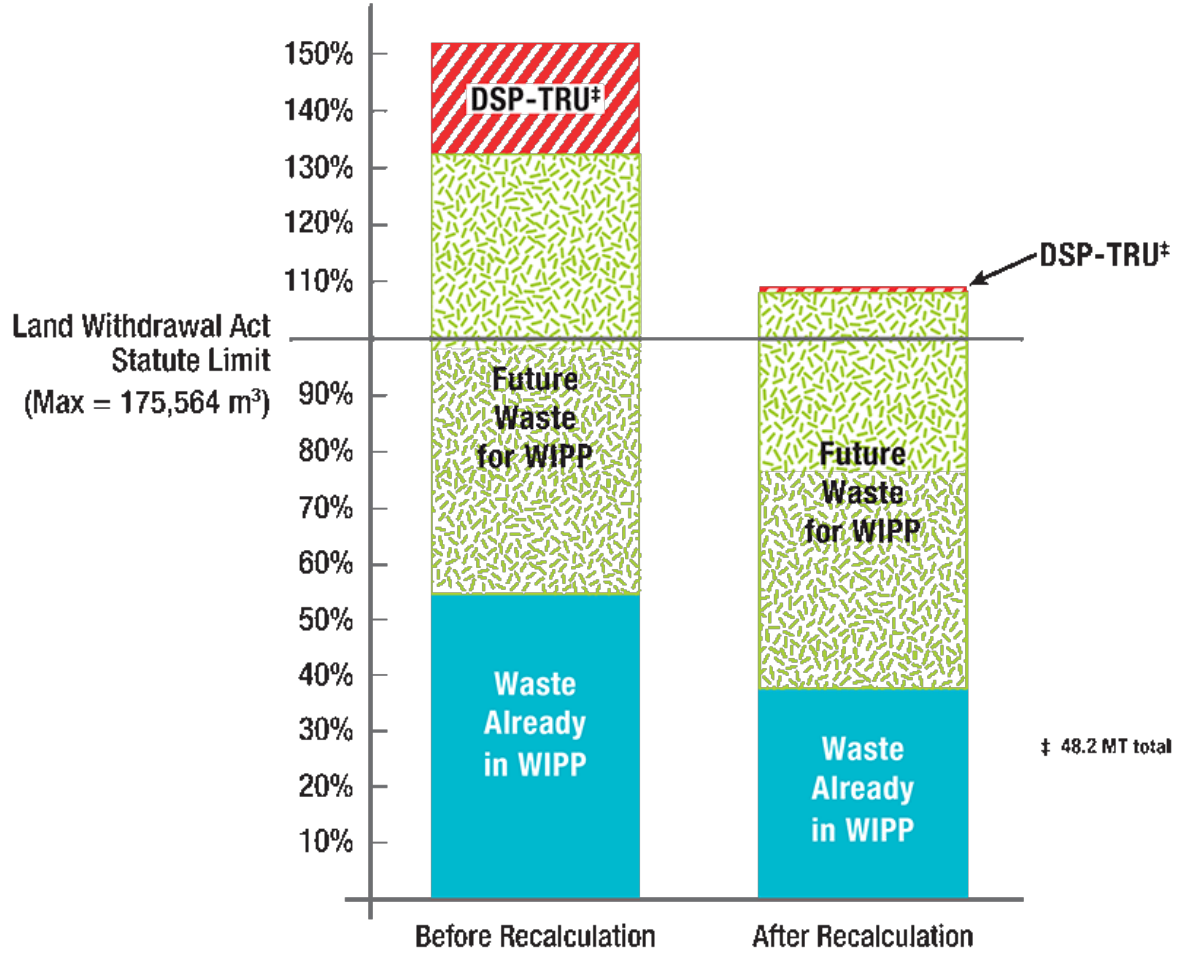 150%
DSP-TRU‡
140%
130%
120%
DSP-TRU‡
110%
Land Withdrawal Act
Statute Limit
(Max = 175,564 m³)
90%
Future
Waste
for WIPP
80%
70%
60%
50%
40%
30%
20%
10%
Future
Waste
for WIPP
Waste
Already
in WIPP
Waste
Already
in WIPP
‡ 48.2 MT total
Before Recalculation
After Recalculation